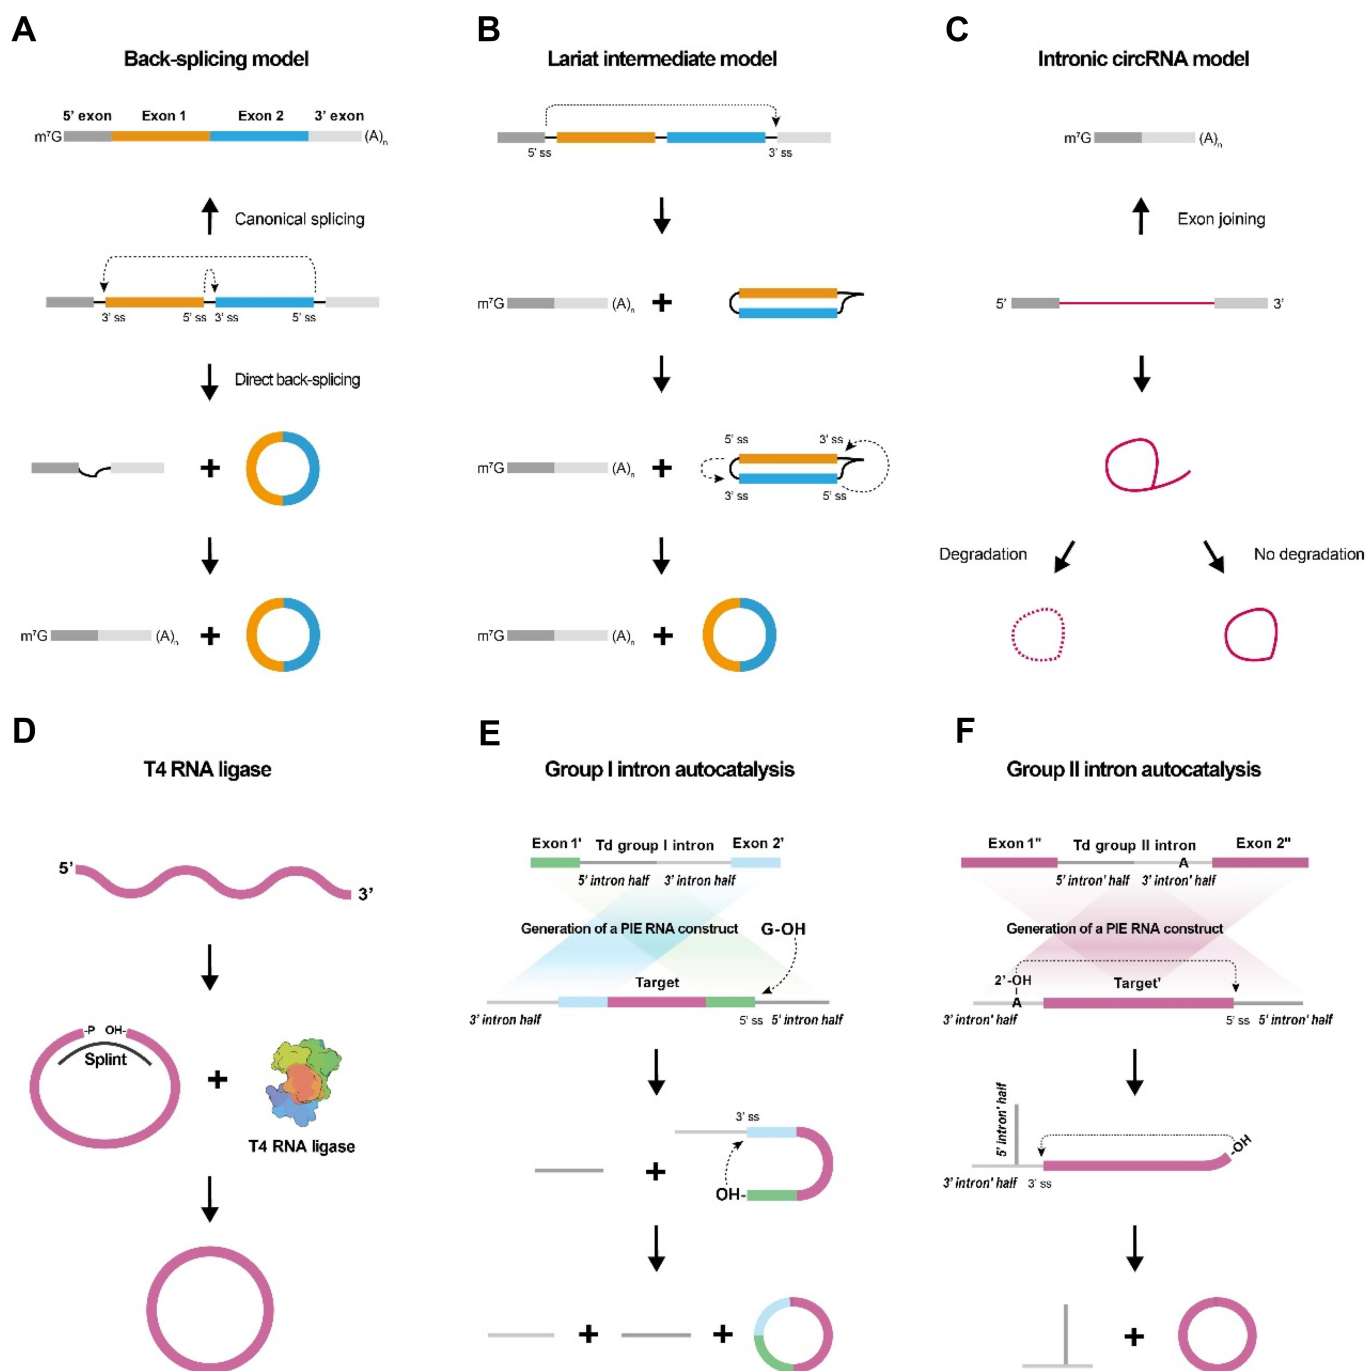 A
Back-splicing model
5' exon Exon 1 Exon 2 3' exon
m⁷G (A)ₙ
Canonical splicing
3' ss 5' ss 3' ss 5' ss
Direct back-splicing
+
m⁷G (A)ₙ +
B
Lariat intermediate model
5' ss 3' ss
m⁷G (A)ₙ +
5' ss 3' ss
m⁷G (A)ₙ +
3' ss 5' ss
m⁷G (A)ₙ +
C
Intronic circRNA model
m⁷G (A)ₙ
Exon joining
5' 3'
Degradation No degradation
D
T4 RNA ligase
5'
3'
-P OH-
Splint
+
T4 RNA ligase
E
Group I intron autocatalysis
Exon 1' Td group I intron Exon 2'
5' intron half 3' intron half
Generation of a PIE RNA construct G-OH
Target
3' intron half 5' ss 5' intron half
3' ss
+
OH-
+ +
F
Group II intron autocatalysis
Exon 1" Td group II intron Exon 2"
A
5' intron' half 3' intron' half
Generation of a PIE RNA construct
2'-OH Target'
A
3' intron' half 5' ss 5' intron' half
5' intron' half
-OH
3' intron' half 3' ss
+